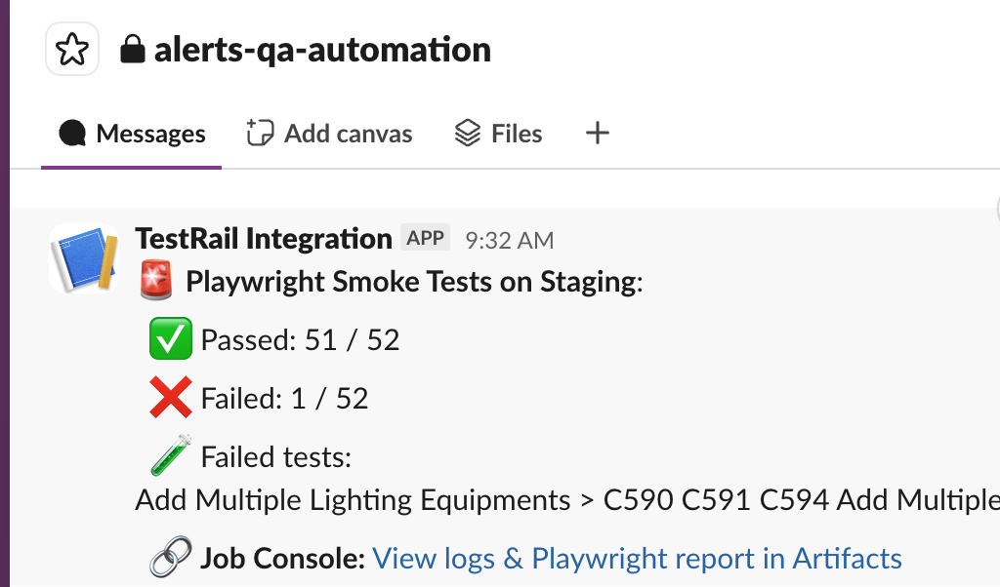 alerts-qa-automation
Messages Add canvas Files +
TestRail Integration APP 9:32 AM
Playwright Smoke Tests on Staging:
Passed: 51 / 52
Failed: 1 / 52
Failed tests:
Add Multiple Lighting Equipments > C590 C591 C594 Add Multiple
Job Console: View logs & Playwright report in Artifacts